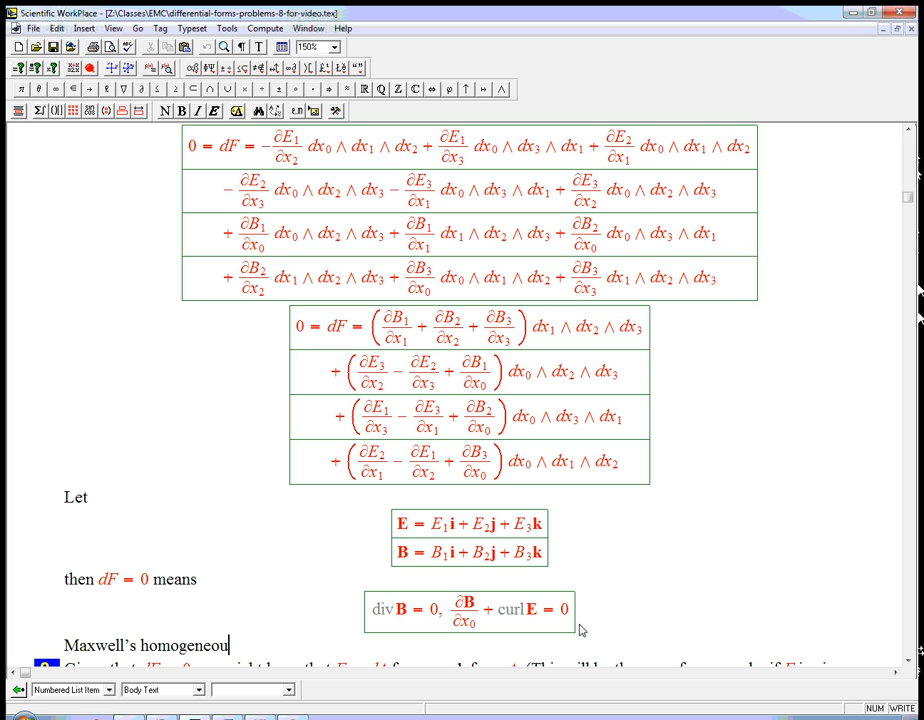 Scientific WorkPlace - [Z:\Classes\EMC\differential-forms-problems-8-for-video.tex]
File Edit Insert View Go Tag Typeset Tools Compute Window Help
150%
N B I E
0 = dF = −∂E₁/∂x₂ dx₀ ∧ dx₁ ∧ dx₂ + ∂E₁/∂x₃ dx₀ ∧ dx₃ ∧ dx₁ + ∂E₂/∂x₁ dx₀ ∧ dx₁ ∧ dx₂
− ∂E₂/∂x₃ dx₀ ∧ dx₂ ∧ dx₃ − ∂E₃/∂x₁ dx₀ ∧ dx₃ ∧ dx₁ + ∂E₃/∂x₂ dx₀ ∧ dx₂ ∧ dx₃
+ ∂B₁/∂x₀ dx₀ ∧ dx₂ ∧ dx₃ + ∂B₁/∂x₁ dx₁ ∧ dx₂ ∧ dx₃ + ∂B₂/∂x₀ dx₀ ∧ dx₃ ∧ dx₁
+ ∂B₂/∂x₂ dx₁ ∧ dx₂ ∧ dx₃ + ∂B₃/∂x₀ dx₀ ∧ dx₁ ∧ dx₂ + ∂B₃/∂x₃ dx₁ ∧ dx₂ ∧ dx₃
0 = dF = (∂B₁/∂x₁ + ∂B₂/∂x₂ + ∂B₃/∂x₃) dx₁ ∧ dx₂ ∧ dx₃
+ (∂E₃/∂x₂ − ∂E₂/∂x₃ + ∂B₁/∂x₀) dx₀ ∧ dx₂ ∧ dx₃
+ (∂E₁/∂x₃ − ∂E₃/∂x₁ + ∂B₂/∂x₀) dx₀ ∧ dx₃ ∧ dx₁
+ (∂E₂/∂x₁ − ∂E₁/∂x₂ + ∂B₃/∂x₀) dx₀ ∧ dx₁ ∧ dx₂
Let
E = E₁i + E₂j + E₃k
B = B₁i + B₂j + B₃k
then dF = 0 means
div B = 0, ∂B/∂x₀ + curl E = 0
Maxwell's homogeneou
Numbered List Item Body Text
NUM WRITE